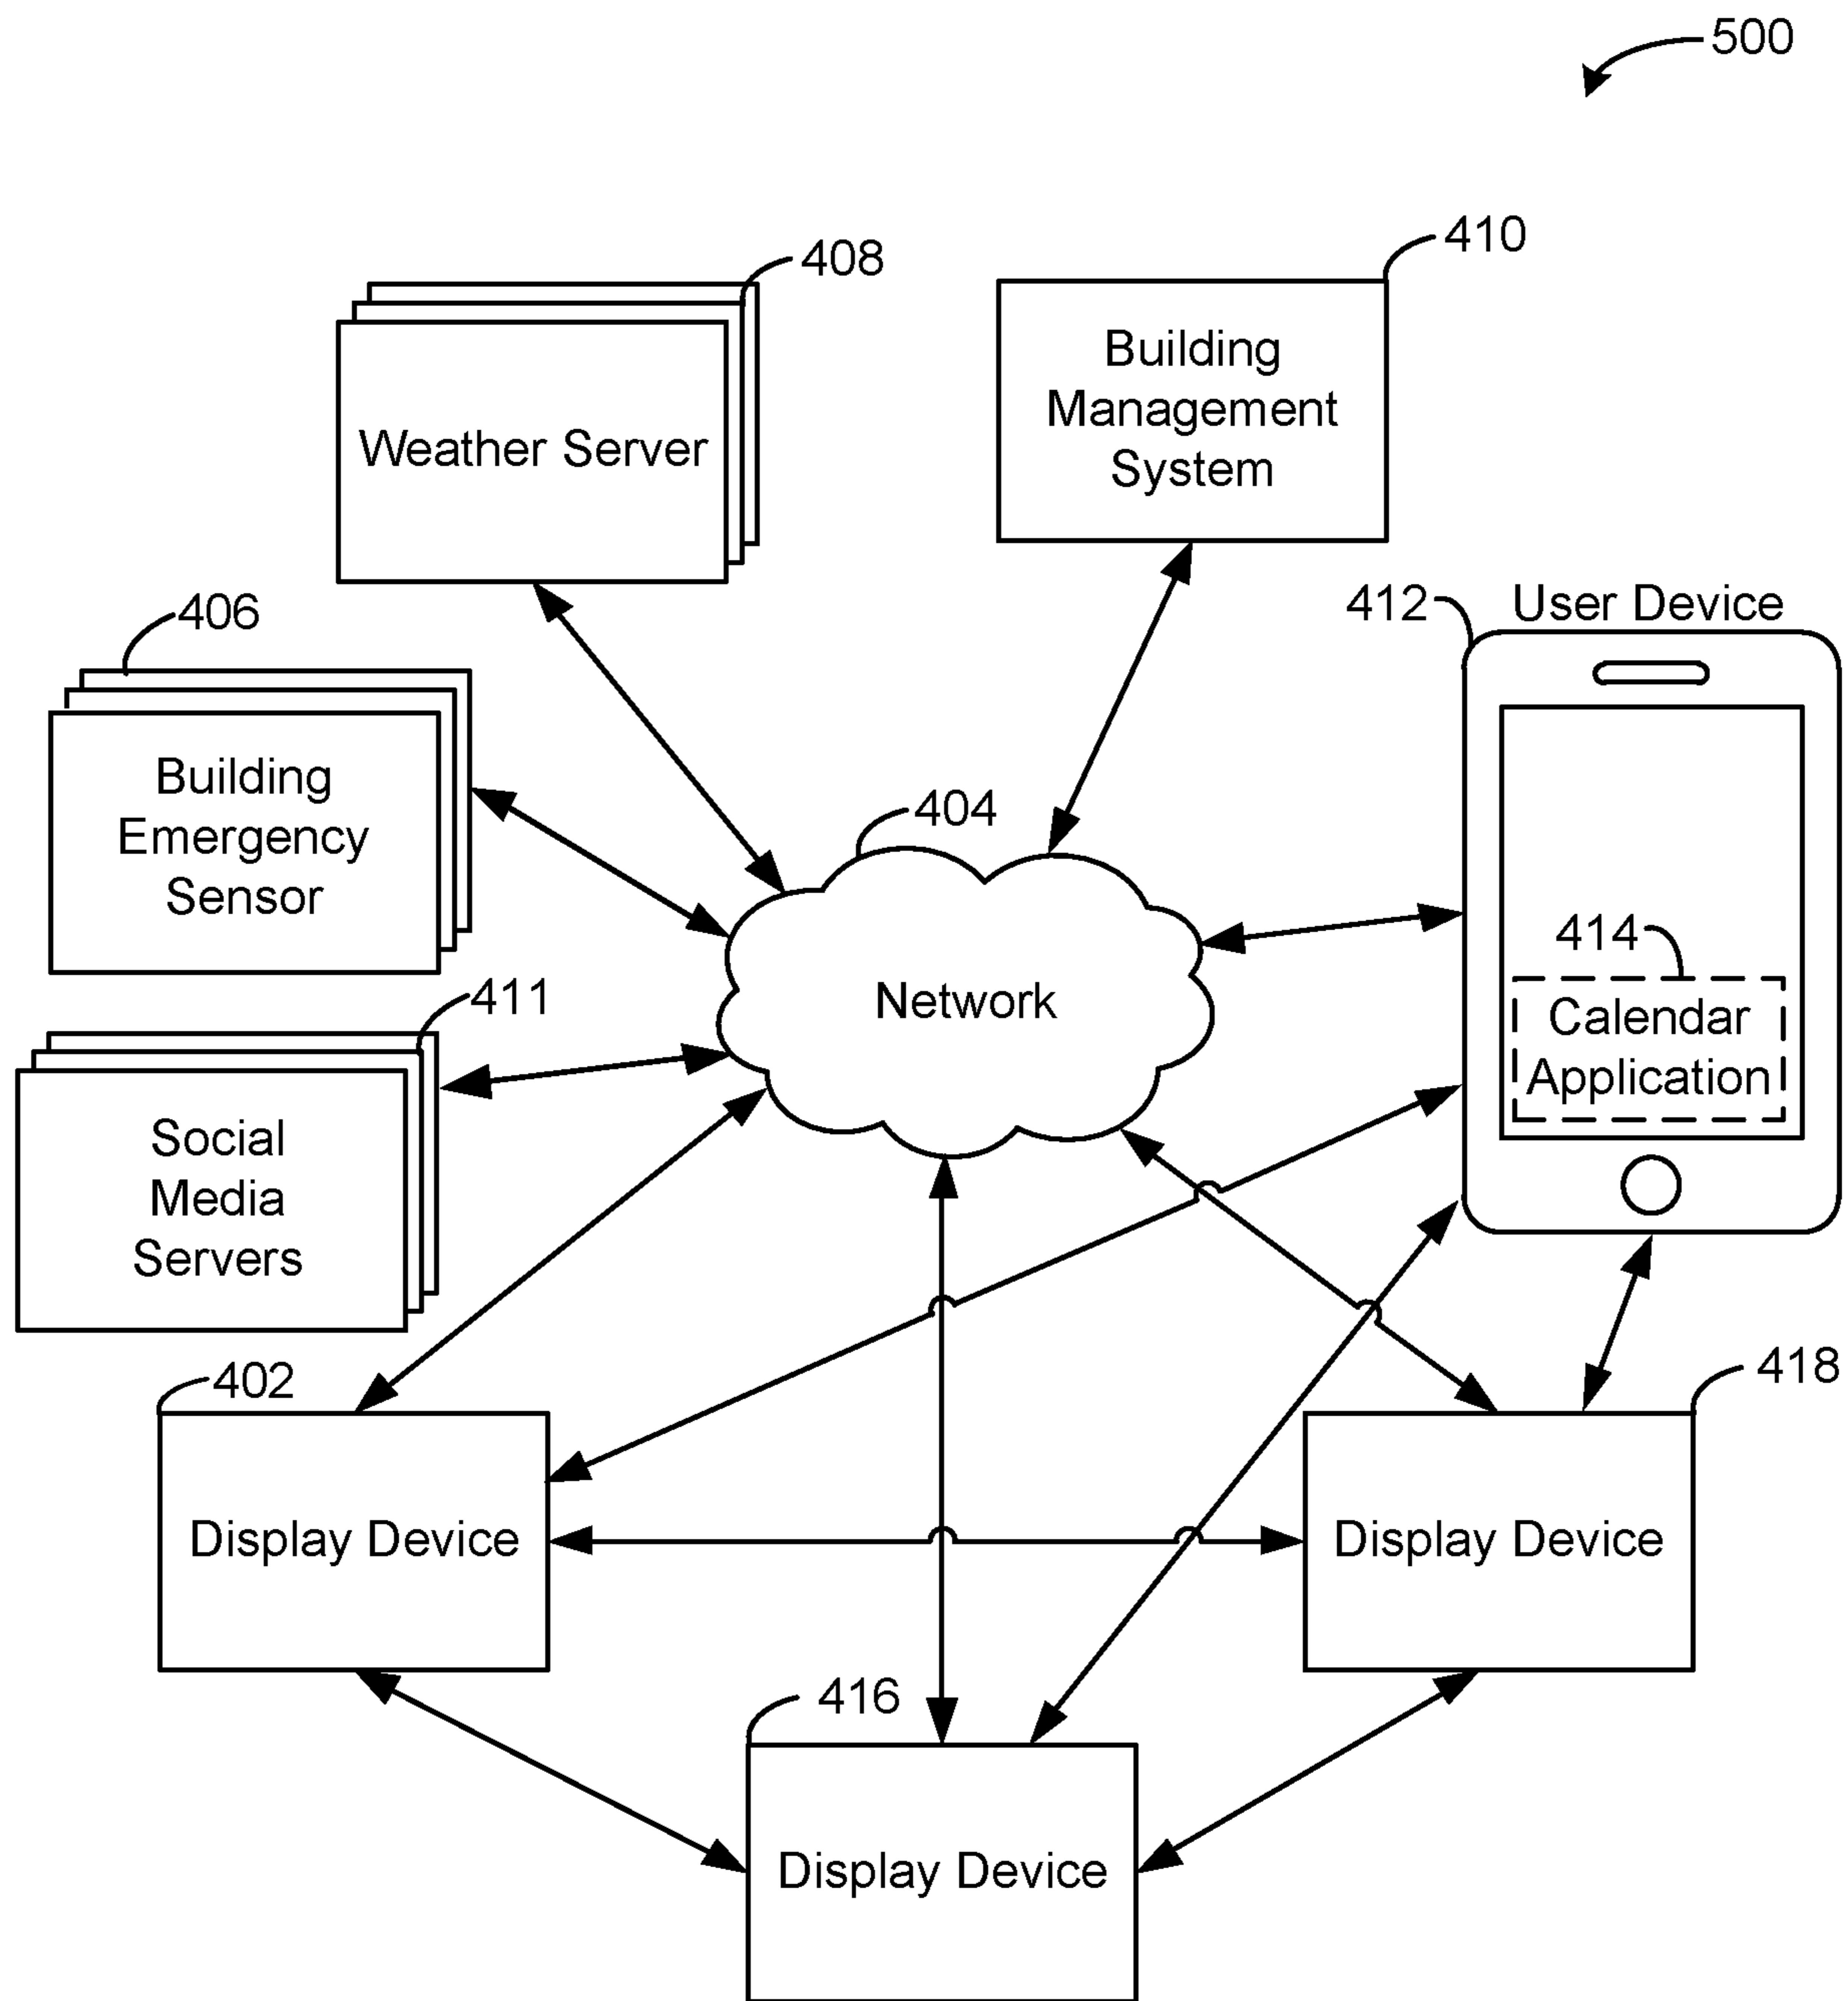 500
408
410
Weather Server
Building
Management
System
406
412
User Device
Building
Emergency
Sensor
404
414
Network
Calendar
Application
411
Social
Media
Servers
402
418
Display Device
Display Device
416
Display Device